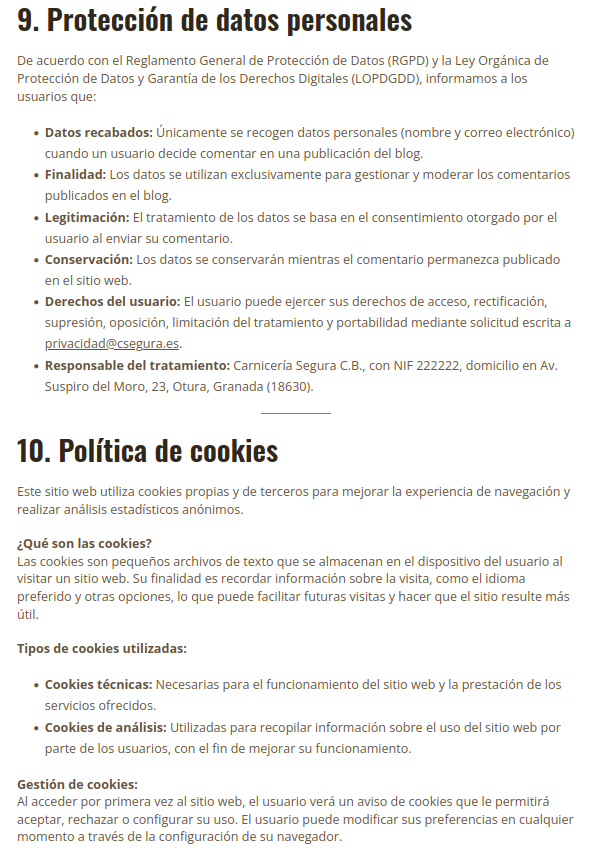 9. Protección de datos personales
De acuerdo con el Reglamento General de Protección de Datos (RGPD) y la Ley Orgánica de
Protección de Datos y Garantía de los Derechos Digitales (LOPDGDD), informamos a los
usuarios que:
• Datos recabados: Únicamente se recogen datos personales (nombre y correo electrónico)
cuando un usuario decide comentar en una publicación del blog.
• Finalidad: Los datos se utilizan exclusivamente para gestionar y moderar los comentarios
publicados en el blog.
• Legitimación: El tratamiento de los datos se basa en el consentimiento otorgado por el
usuario al enviar su comentario.
• Conservación: Los datos se conservarán mientras el comentario permanezca publicado
en el sitio web.
• Derechos del usuario: El usuario puede ejercer sus derechos de acceso, rectificación,
supresión, oposición, limitación del tratamiento y portabilidad mediante solicitud escrita a
privacidad@csegura.es.
• Responsable del tratamiento: Carnicería Segura C.B., con NIF 222222, domicilio en Av.
Suspiro del Moro, 23, Otura, Granada (18630).
10. Política de cookies
Este sitio web utiliza cookies propias y de terceros para mejorar la experiencia de navegación y
realizar análisis estadísticos anónimos.
¿Qué son las cookies?
Las cookies son pequeños archivos de texto que se almacenan en el dispositivo del usuario al
visitar un sitio web. Su finalidad es recordar información sobre la visita, como el idioma
preferido y otras opciones, lo que puede facilitar futuras visitas y hacer que el sitio resulte más
útil.
Tipos de cookies utilizadas:
• Cookies técnicas: Necesarias para el funcionamiento del sitio web y la prestación de los
servicios ofrecidos.
• Cookies de análisis: Utilizadas para recopilar información sobre el uso del sitio web por
parte de los usuarios, con el fin de mejorar su funcionamiento.
Gestión de cookies:
Al acceder por primera vez al sitio web, el usuario verá un aviso de cookies que le permitirá
aceptar, rechazar o configurar su uso. El usuario puede modificar sus preferencias en cualquier
momento a través de la configuración de su navegador.